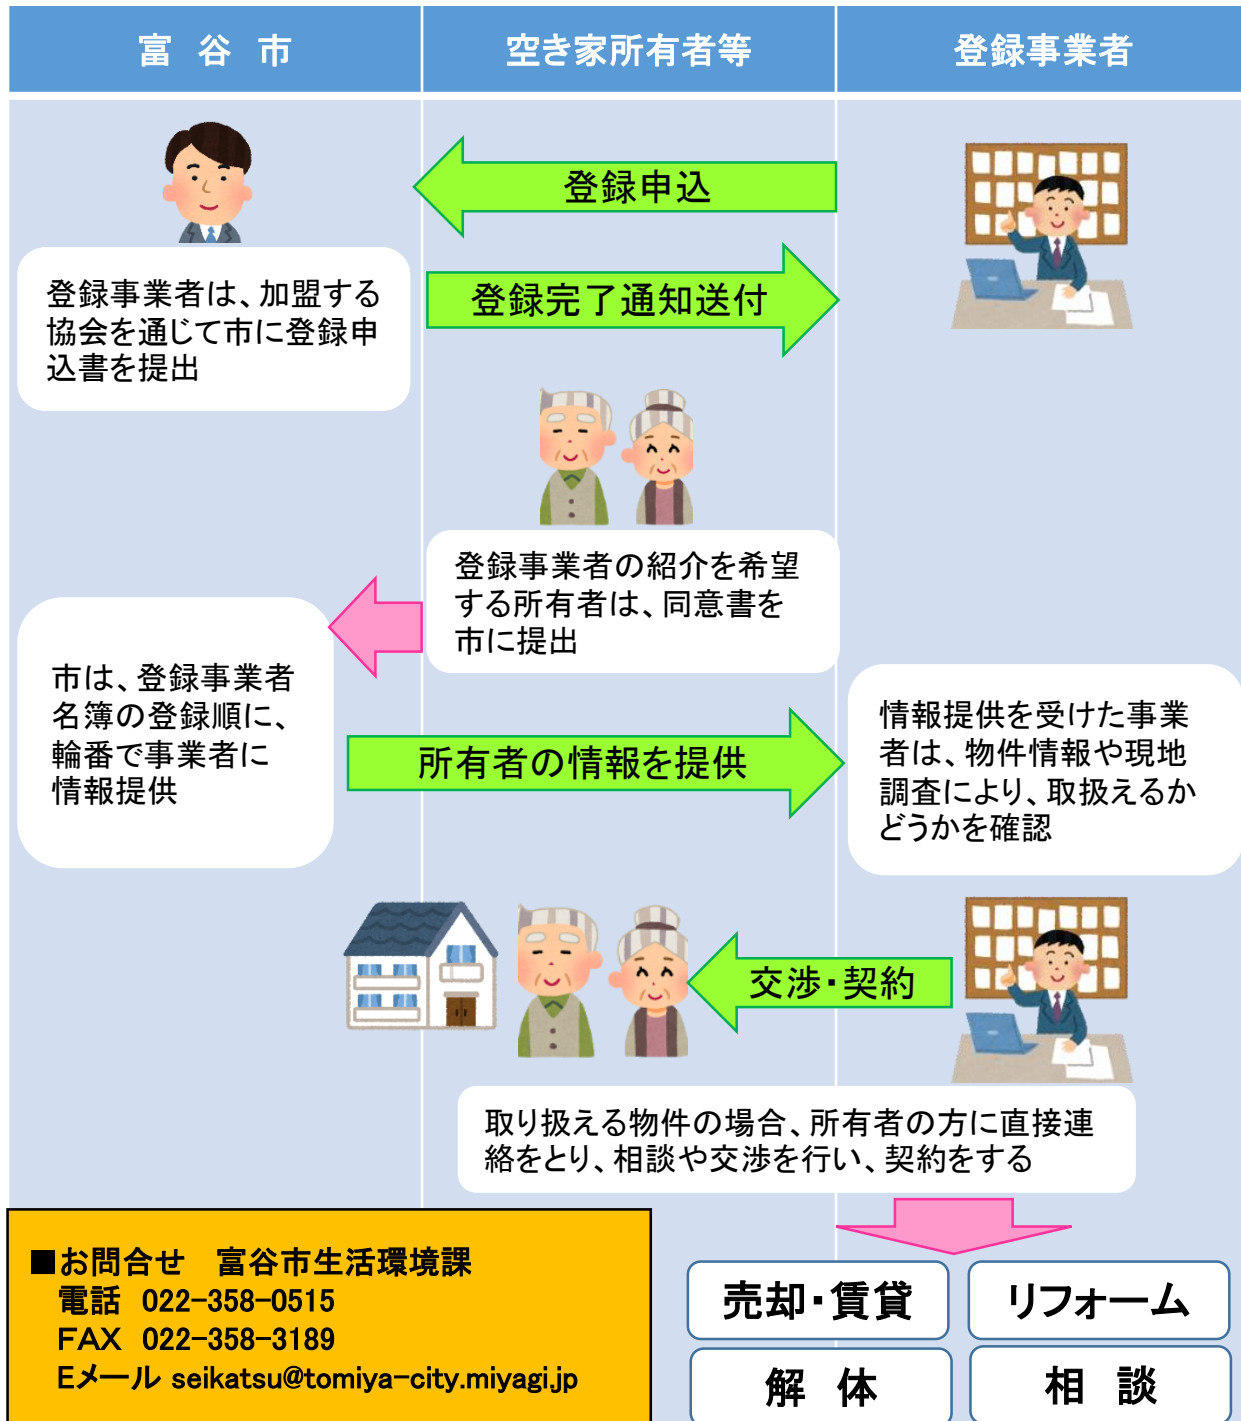 富 谷 市
空き家所有者等
登録事業者
登録申込
登録事業者は、加盟する
協会を通じて市に登録申
込書を提出
登録完了通知送付
登録事業者の紹介を希望
する所有者は、同意書を
市に提出
市は、登録事業者
名簿の登録順に、
輪番で事業者に
情報提供
所有者の情報を提供
情報提供を受けた事業
者は、物件情報や現地
調査により、取扱えるか
どうかを確認
交渉・契約
取り扱える物件の場合、所有者の方に直接連
絡をとり、相談や交渉を行い、契約をする
■お問合せ 富谷市生活環境課
電話 022-358-0515
FAX 022-358-3189
Eメール seikatsu@tomiya-city.miyagi.jp
売却・賃貸
リフォーム
解 体
相 談